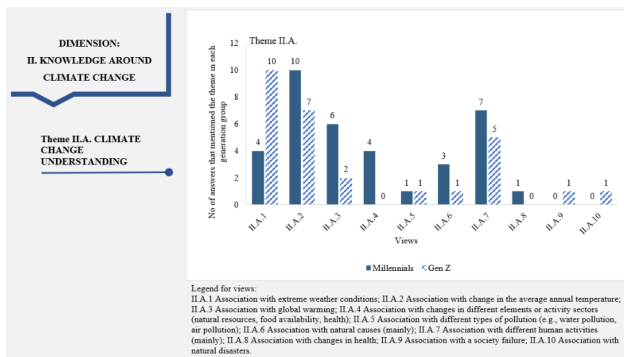 DIMENSION:
II. KNOWLEDGE AROUND
CLIMATE CHANGE
Theme II.A. CLIMATE
CHANGE
UNDERSTANDING
Theme II.A.
No of answers that mentioned the theme in each
generation group
12
10
8
6
4
2
0
4 10 10 7 6 2 4 0 1 1 3 1 7 5 1 0 0 1 0 1
II.A.1 II.A.2 II.A.3 II.A.4 II.A.5 II.A.6 II.A.7 II.A.8 II.A.9 II.A.10
Views
Millennials Gen Z
Legend for views:
II.A.1 Association with extreme weather conditions; II.A.2 Association with change in the average annual temperature;
II.A.3 Association with global warming; II.A.4 Association with changes in different elements or activity sectors
(natural resources, food availability, health); II.A.5 Association with different types of pollution (e.g., water pollution,
air pollution); II.A.6 Association with natural causes (mainly); II.A.7 Association with different human activities
(mainly); II.A.8 Association with changes in health; II.A.9 Association with a society failure; II.A.10 Association with
natural disasters.